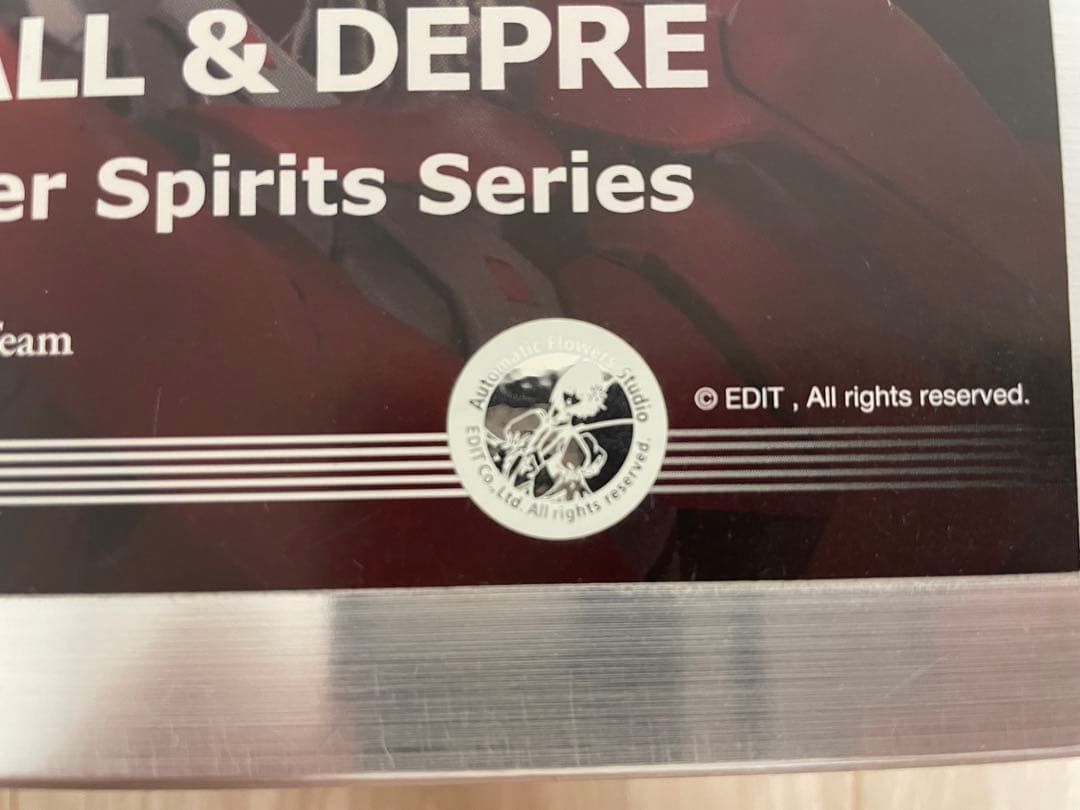 ALL & DEPRE
er Spirits Series
Team
Automatic Flowers Studio
EDIT Co., Ltd. All rights reserved.
© EDIT , All rights reserved.